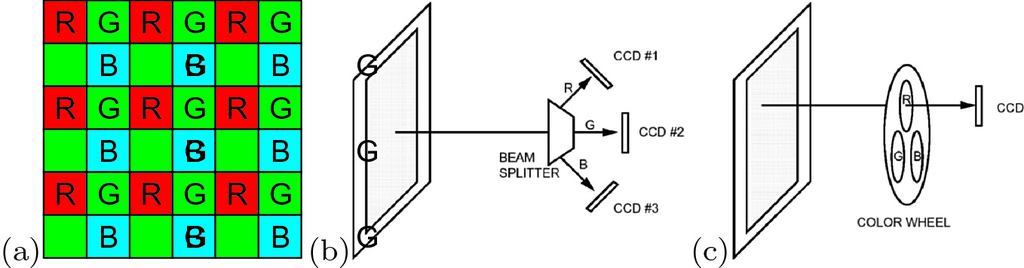 R G R G R G
B G B B
R G R G R G
B G B B
R G R G R G
B G B B
(a)
G
G
G
R
G
B
BEAM
SPLITTER
CCD #1
CCD #2
CCD #3
(b)
R
G B
CCD
COLOR WHEEL
(c)